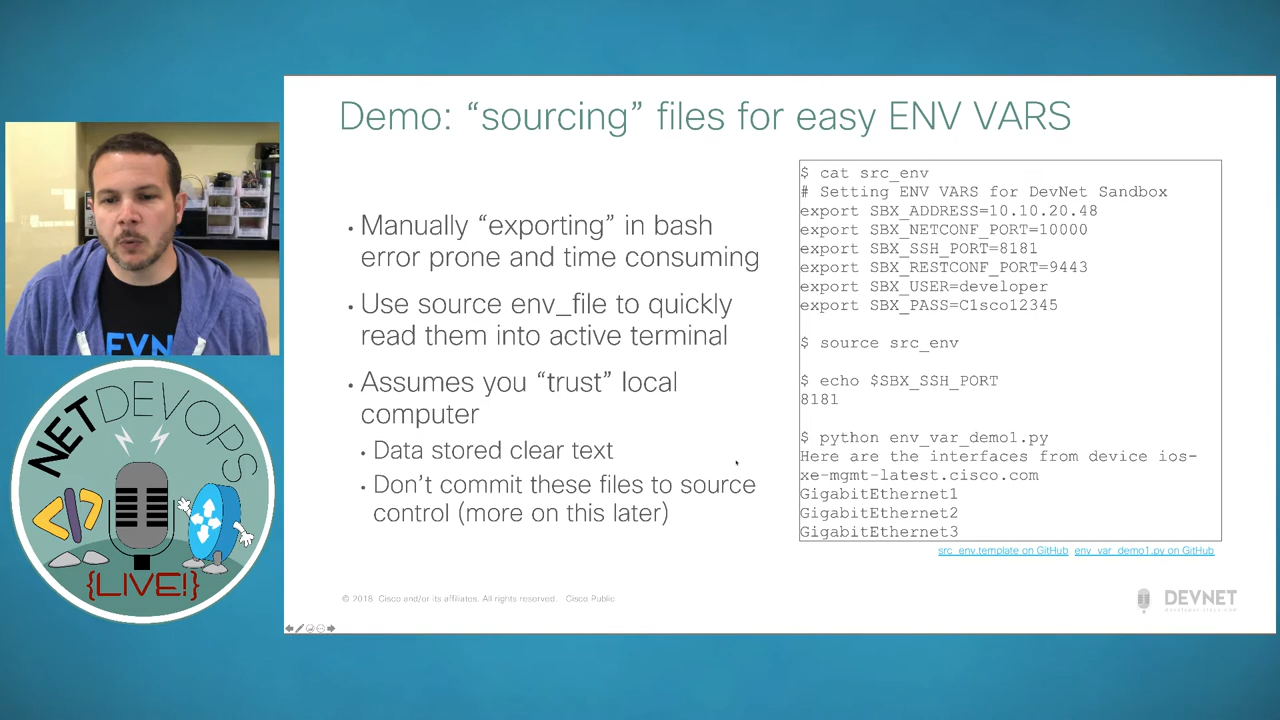 Demo: “sourcing” files for easy ENV VARS
• Manually “exporting” in bash
error prone and time consuming
• Use source env_file to quickly
read them into active terminal
• Assumes you “trust” local
computer
• Data stored clear text
• Don’t commit these files to source
control (more on this later)
$ cat src_env
# Setting ENV VARS for DevNet Sandbox
export SBX_ADDRESS=10.10.20.48
export SBX_NETCONF_PORT=10000
export SBX_SSH_PORT=8181
export SBX_RESTCONF_PORT=9443
export SBX_USER=developer
export SBX_PASS=C1sco12345
$ source src_env
$ echo $SBX_SSH_PORT
8181
$ python env_var_demo1.py
Here are the interfaces from device ios-
xe-mgmt-latest.cisco.com
GigabitEthernet1
GigabitEthernet2
GigabitEthernet3
src_env.template on GitHub env_var_demo1.py on GitHub
© 2018 Cisco and/or its affiliates. All rights reserved. Cisco Public
DEVNET
developer.cisco.com
EVN
NETDEVOPS
</>
{LIVE!}